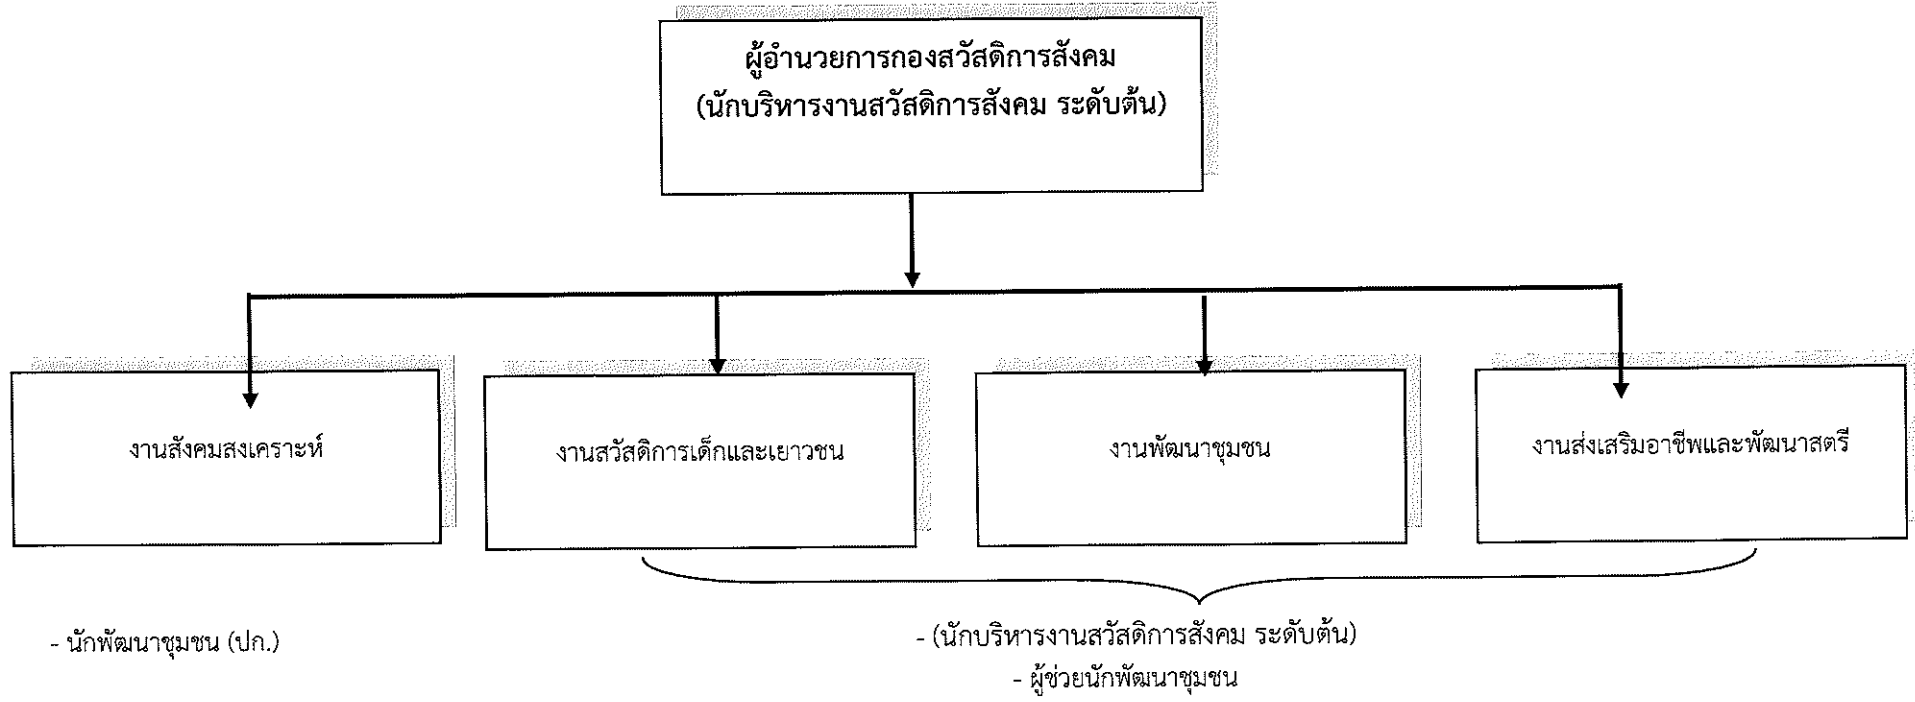 ผู้อำนวยการกองสวัสดิการสังคม
(นักบริหารงานสวัสดิการสังคม ระดับต้น)
งานสังคมสงเคราะห์
งานสวัสดิการเด็กและเยาวชน
งานพัฒนาชุมชน
งานส่งเสริมอาชีพและพัฒนาสตรี
- นักพัฒนาชุมชน (ปก.)
- (นักบริหารงานสวัสดิการสังคม ระดับต้น)
- ผู้ช่วยนักพัฒนาชุมชน